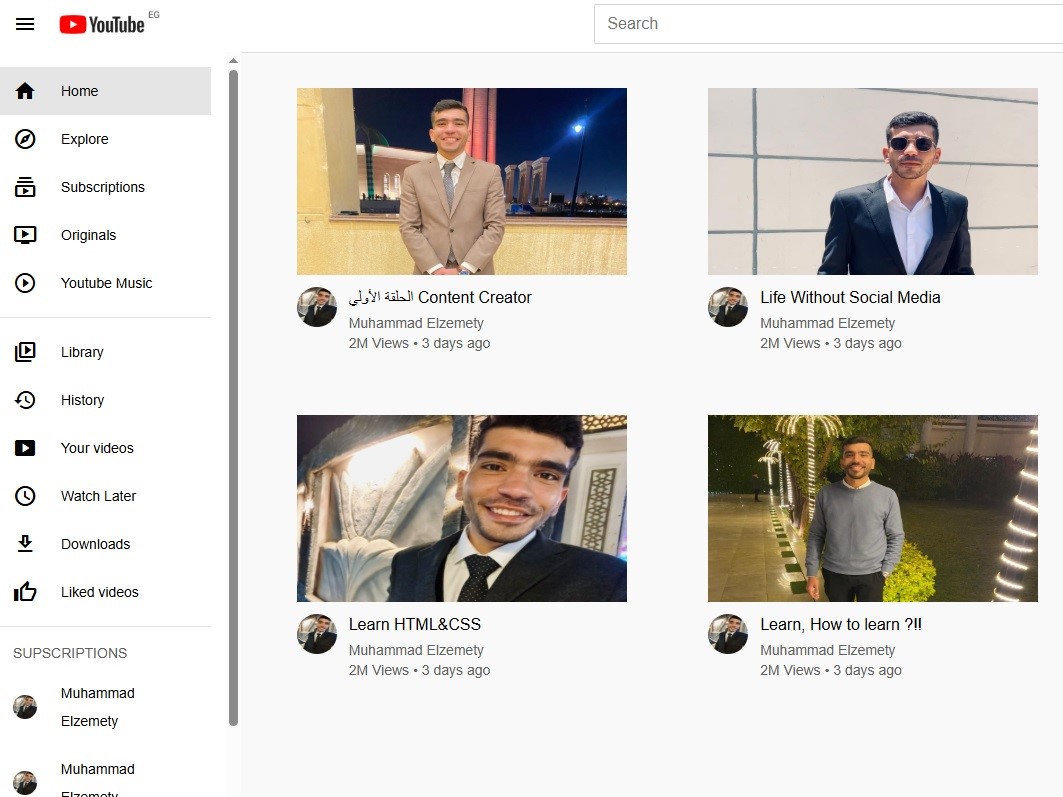 YouTube EG
Search
Home
Explore
Subscriptions
Originals
Youtube Music
Library
History
Your videos
Watch Later
Downloads
Liked videos
SUPSCRIPTIONS
Muhammad
Elzemety
Muhammad
Elzemety
الحلقة الأولي Content Creator
Muhammad Elzemety
2M Views • 3 days ago
Life Without Social Media
Muhammad Elzemety
2M Views • 3 days ago
Learn HTML&CSS
Muhammad Elzemety
2M Views • 3 days ago
Learn, How to learn ?!!
Muhammad Elzemety
2M Views • 3 days ago